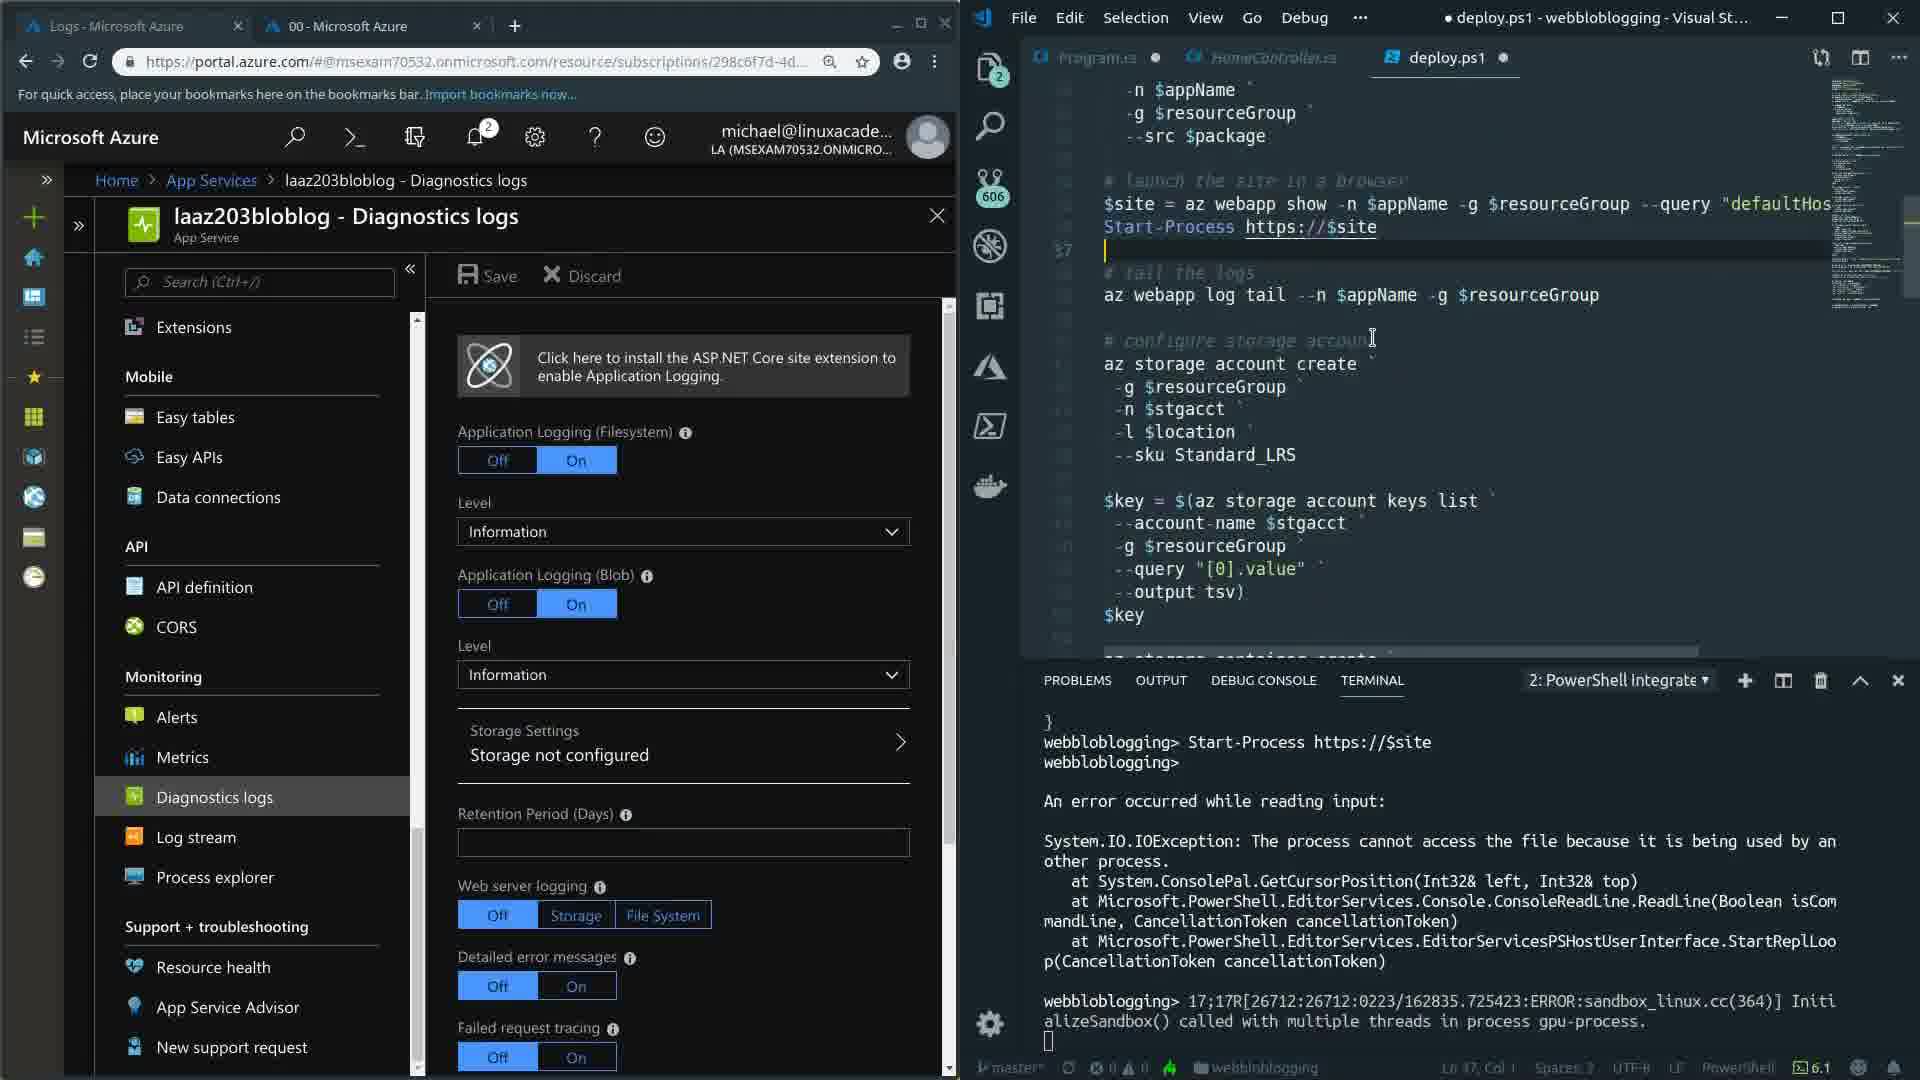 Logs - Microsoft Azure
00 - Microsoft Azure
https://portal.azure.com/#@msexam70532.onmicrosoft.com/resource/subscriptions/298c6f7d-4d...
For quick access, place your bookmarks here on the bookmarks bar. Import bookmarks now...
Microsoft Azure
2
michael@linuxacade...
LA (MSEXAM70532.ONMICRO...
Home > App Services > laaz203bloblog - Diagnostics logs
laaz203bloblog - Diagnostics logs
App Service
Search (Ctrl+/)
Extensions
Mobile
Easy tables
Easy APIs
Data connections
API
API definition
CORS
Monitoring
Alerts
Metrics
Diagnostics logs
Log stream
Process explorer
Support + troubleshooting
Resource health
App Service Advisor
New support request
Save
Discard
Click here to install the ASP.NET Core site extension to
enable Application Logging.
Application Logging (Filesystem)
Off On
Level
Information
Application Logging (Blob)
Off On
Level
Information
Storage Settings
Storage not configured
Retention Period (Days)
Web server logging
Off Storage File System
Detailed error messages
Off On
Failed request tracing
Off On
File Edit Selection View Go Debug ...
● deploy.ps1 - webbloblogging - Visual St...
Program.cs
HomeController.cs
deploy.ps1
2
606
-n $appName `
-g $resourceGroup `
--src $package
# launch the site in a browser
$site = az webapp show -n $appName -g $resourceGroup --query "defaultHos
Start-Process https://$site
37
# tail the logs
az webapp log tail --n $appName -g $resourceGroup
# configure storage account
az storage account create `
-g $resourceGroup `
-n $stgacct `
-l $location `
--sku Standard_LRS
$key = $(az storage account keys list `
--account-name $stgacct `
-g $resourceGroup `
--query "[0].value" `
--output tsv)
$key
az storage container create `
PROBLEMS OUTPUT DEBUG CONSOLE TERMINAL
2: PowerShell Integrate
}
webbloblogging> Start-Process https://$site
webbloblogging>
An error occurred while reading input:
System.IO.IOException: The process cannot access the file because it is being used by an
other process.
at System.ConsolePal.GetCursorPosition(Int32& left, Int32& top)
at Microsoft.PowerShell.EditorServices.Console.ConsoleReadLine.ReadLine(Boolean isCom
mandLine, CancellationToken cancellationToken)
at Microsoft.PowerShell.EditorServices.EditorServicesPSHostUserInterface.StartReplLoo
p(CancellationToken cancellationToken)
webbloblogging> 17;17R[26712:26712:0223/162835.725423:ERROR:sandbox_linux.cc(364)] Initi
alizeSandbox() called with multiple threads in process gpu-process.
master*
0 0
webbloblogging
Ln 37, Col 1
Spaces: 2
UTF-8
LF
PowerShell
6.1